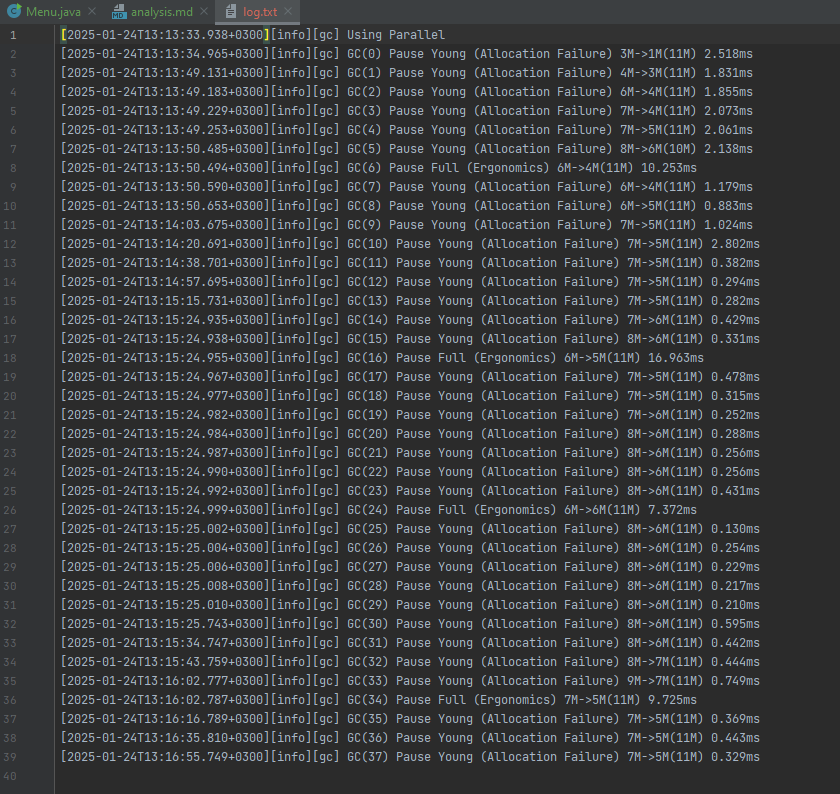 Menu.java analysis.md log.txt
1 [2025-01-24T13:13:33.938+0300][info][gc] Using Parallel
2 [2025-01-24T13:13:34.965+0300][info][gc] GC(0) Pause Young (Allocation Failure) 3M->1M(11M) 2.518ms
3 [2025-01-24T13:13:49.131+0300][info][gc] GC(1) Pause Young (Allocation Failure) 4M->3M(11M) 1.831ms
4 [2025-01-24T13:13:49.183+0300][info][gc] GC(2) Pause Young (Allocation Failure) 6M->4M(11M) 1.855ms
5 [2025-01-24T13:13:49.229+0300][info][gc] GC(3) Pause Young (Allocation Failure) 7M->4M(11M) 2.073ms
6 [2025-01-24T13:13:49.253+0300][info][gc] GC(4) Pause Young (Allocation Failure) 7M->5M(11M) 2.061ms
7 [2025-01-24T13:13:50.485+0300][info][gc] GC(5) Pause Young (Allocation Failure) 8M->6M(10M) 2.138ms
8 [2025-01-24T13:13:50.494+0300][info][gc] GC(6) Pause Full (Ergonomics) 6M->4M(11M) 10.253ms
9 [2025-01-24T13:13:50.590+0300][info][gc] GC(7) Pause Young (Allocation Failure) 6M->4M(11M) 1.179ms
10 [2025-01-24T13:13:50.653+0300][info][gc] GC(8) Pause Young (Allocation Failure) 6M->5M(11M) 0.883ms
11 [2025-01-24T13:14:03.675+0300][info][gc] GC(9) Pause Young (Allocation Failure) 7M->5M(11M) 1.024ms
12 [2025-01-24T13:14:20.691+0300][info][gc] GC(10) Pause Young (Allocation Failure) 7M->5M(11M) 2.802ms
13 [2025-01-24T13:14:38.701+0300][info][gc] GC(11) Pause Young (Allocation Failure) 7M->5M(11M) 0.382ms
14 [2025-01-24T13:14:57.695+0300][info][gc] GC(12) Pause Young (Allocation Failure) 7M->5M(11M) 0.294ms
15 [2025-01-24T13:15:15.731+0300][info][gc] GC(13) Pause Young (Allocation Failure) 7M->5M(11M) 0.282ms
16 [2025-01-24T13:15:24.935+0300][info][gc] GC(14) Pause Young (Allocation Failure) 7M->6M(11M) 0.429ms
17 [2025-01-24T13:15:24.938+0300][info][gc] GC(15) Pause Young (Allocation Failure) 8M->6M(11M) 0.331ms
18 [2025-01-24T13:15:24.955+0300][info][gc] GC(16) Pause Full (Ergonomics) 6M->5M(11M) 16.963ms
19 [2025-01-24T13:15:24.967+0300][info][gc] GC(17) Pause Young (Allocation Failure) 7M->5M(11M) 0.478ms
20 [2025-01-24T13:15:24.977+0300][info][gc] GC(18) Pause Young (Allocation Failure) 7M->5M(11M) 0.315ms
21 [2025-01-24T13:15:24.982+0300][info][gc] GC(19) Pause Young (Allocation Failure) 7M->6M(11M) 0.252ms
22 [2025-01-24T13:15:24.984+0300][info][gc] GC(20) Pause Young (Allocation Failure) 8M->6M(11M) 0.288ms
23 [2025-01-24T13:15:24.987+0300][info][gc] GC(21) Pause Young (Allocation Failure) 8M->6M(11M) 0.256ms
24 [2025-01-24T13:15:24.990+0300][info][gc] GC(22) Pause Young (Allocation Failure) 8M->6M(11M) 0.256ms
25 [2025-01-24T13:15:24.992+0300][info][gc] GC(23) Pause Young (Allocation Failure) 8M->6M(11M) 0.431ms
26 [2025-01-24T13:15:24.999+0300][info][gc] GC(24) Pause Full (Ergonomics) 6M->6M(11M) 7.372ms
27 [2025-01-24T13:15:25.002+0300][info][gc] GC(25) Pause Young (Allocation Failure) 8M->6M(11M) 0.130ms
28 [2025-01-24T13:15:25.004+0300][info][gc] GC(26) Pause Young (Allocation Failure) 8M->6M(11M) 0.254ms
29 [2025-01-24T13:15:25.006+0300][info][gc] GC(27) Pause Young (Allocation Failure) 8M->6M(11M) 0.229ms
30 [2025-01-24T13:15:25.008+0300][info][gc] GC(28) Pause Young (Allocation Failure) 8M->6M(11M) 0.217ms
31 [2025-01-24T13:15:25.010+0300][info][gc] GC(29) Pause Young (Allocation Failure) 8M->6M(11M) 0.210ms
32 [2025-01-24T13:15:25.743+0300][info][gc] GC(30) Pause Young (Allocation Failure) 8M->6M(11M) 0.595ms
33 [2025-01-24T13:15:34.747+0300][info][gc] GC(31) Pause Young (Allocation Failure) 8M->6M(11M) 0.442ms
34 [2025-01-24T13:15:43.759+0300][info][gc] GC(32) Pause Young (Allocation Failure) 8M->7M(11M) 0.444ms
35 [2025-01-24T13:16:02.777+0300][info][gc] GC(33) Pause Young (Allocation Failure) 9M->7M(11M) 0.749ms
36 [2025-01-24T13:16:02.787+0300][info][gc] GC(34) Pause Full (Ergonomics) 7M->5M(11M) 9.725ms
37 [2025-01-24T13:16:16.789+0300][info][gc] GC(35) Pause Young (Allocation Failure) 7M->5M(11M) 0.369ms
38 [2025-01-24T13:16:35.810+0300][info][gc] GC(36) Pause Young (Allocation Failure) 7M->5M(11M) 0.443ms
39 [2025-01-24T13:16:55.749+0300][info][gc] GC(37) Pause Young (Allocation Failure) 7M->5M(11M) 0.329ms
40